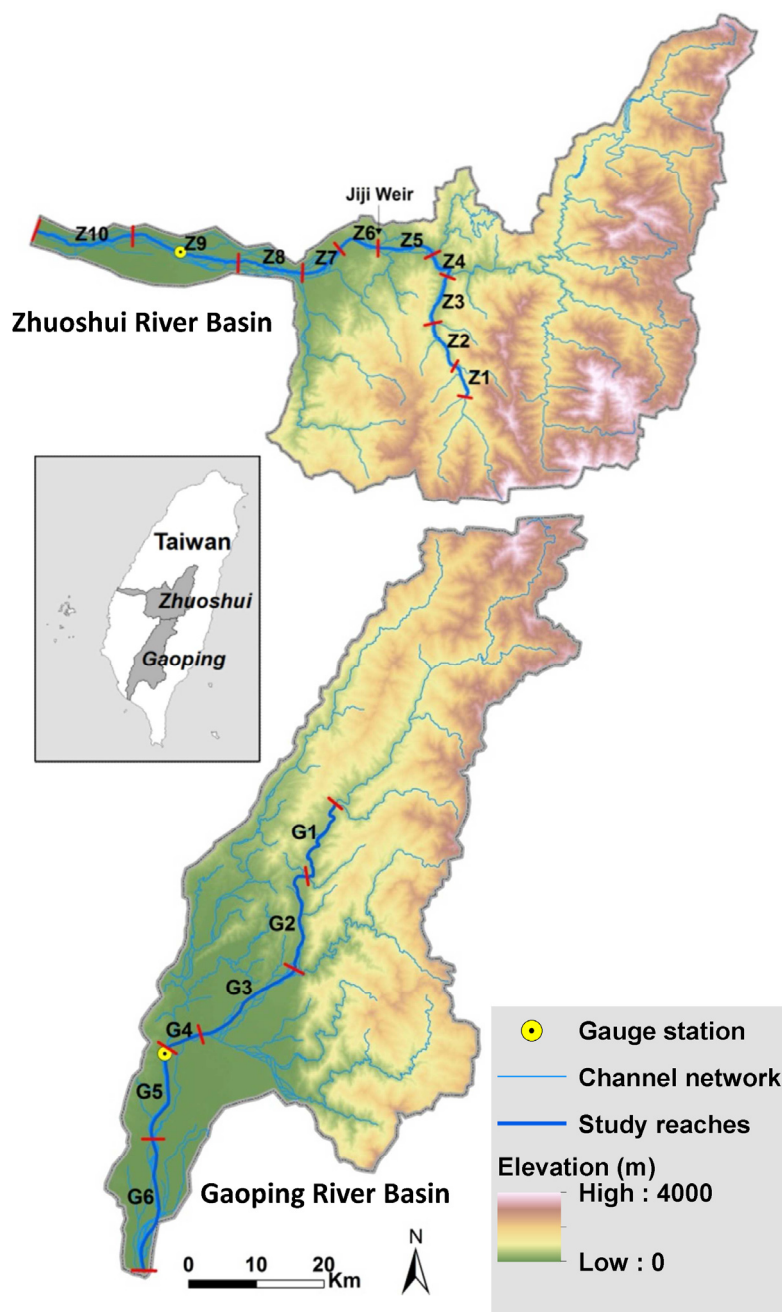 Jiji Weir
Z10
Z9
Z8
Z7
Z6
Z5
Z4
Z3
Z2
Z1
Zhuoshui River Basin
Taiwan
Zhuoshui
Gaoping
G1
G2
G3
G4
G5
G6
Gaoping River Basin
N
0 10 20
Km
Gauge station
Channel network
Study reaches
Elevation (m)
High : 4000
Low : 0